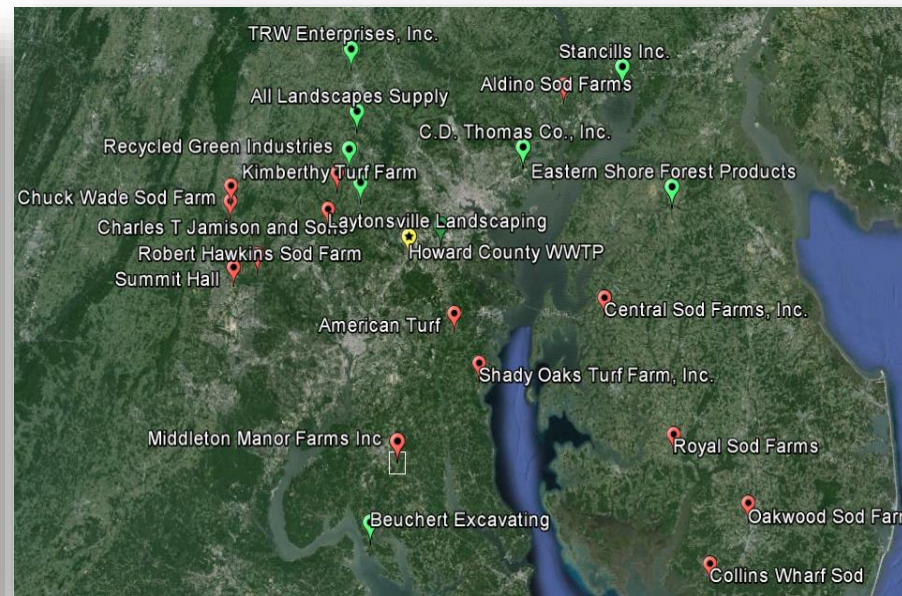 TRW Enterprises, Inc.
Stancills Inc.
Aldino Sod Farms
All Landscapes Supply
C.D. Thomas Co., Inc.
Recycled Green Industries
Kimberthy Turf Farm
Eastern Shore Forest Products
Chuck Wade Sod Farm
Laytonsville Landscaping
Charles T Jamison and Sons
Robert Hawkins Sod Farm
Howard County WWTP
Summit Hall
Central Sod Farms, Inc.
American Turf
Shady Oaks Turf Farm, Inc.
Middleton Manor Farms Inc
Royal Sod Farms
Oakwood Sod Farm
Beuchert Excavating
Collins Wharf Sod